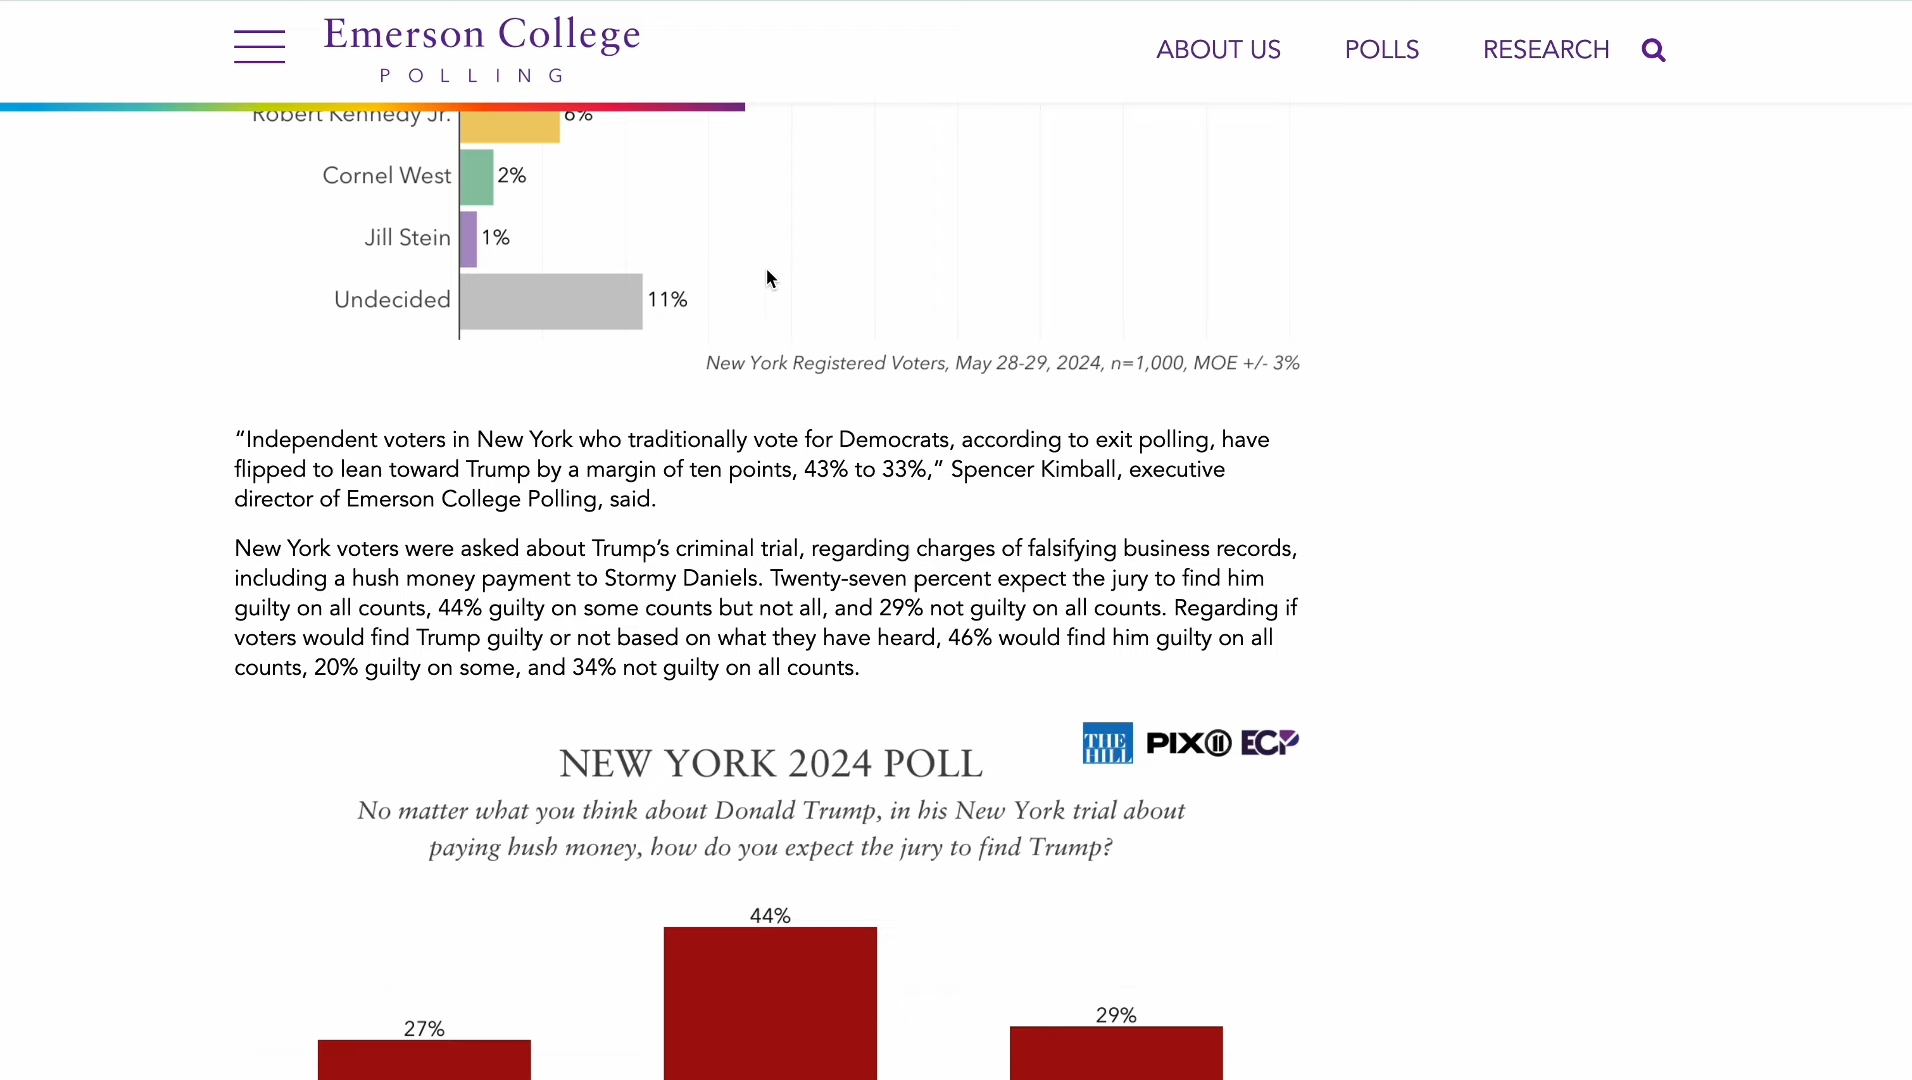 Emerson College
POLLING
ABOUT US
POLLS
RESEARCH
Robert Kennedy Jr.
6%
Cornel West
2%
Jill Stein
1%
Undecided
11%
New York Registered Voters, May 28-29, 2024, n=1,000, MOE +/- 3%
“Independent voters in New York who traditionally vote for Democrats, according to exit polling, have
flipped to lean toward Trump by a margin of ten points, 43% to 33%,” Spencer Kimball, executive
director of Emerson College Polling, said.
New York voters were asked about Trump’s criminal trial, regarding charges of falsifying business records,
including a hush money payment to Stormy Daniels. Twenty-seven percent expect the jury to find him
guilty on all counts, 44% guilty on some counts but not all, and 29% not guilty on all counts. Regarding if
voters would find Trump guilty or not based on what they have heard, 46% would find him guilty on all
counts, 20% guilty on some, and 34% not guilty on all counts.
THE
HILL
PIX11
ECP
NEW YORK 2024 POLL
No matter what you think about Donald Trump, in his New York trial about
paying hush money, how do you expect the jury to find Trump?
44%
29%
27%